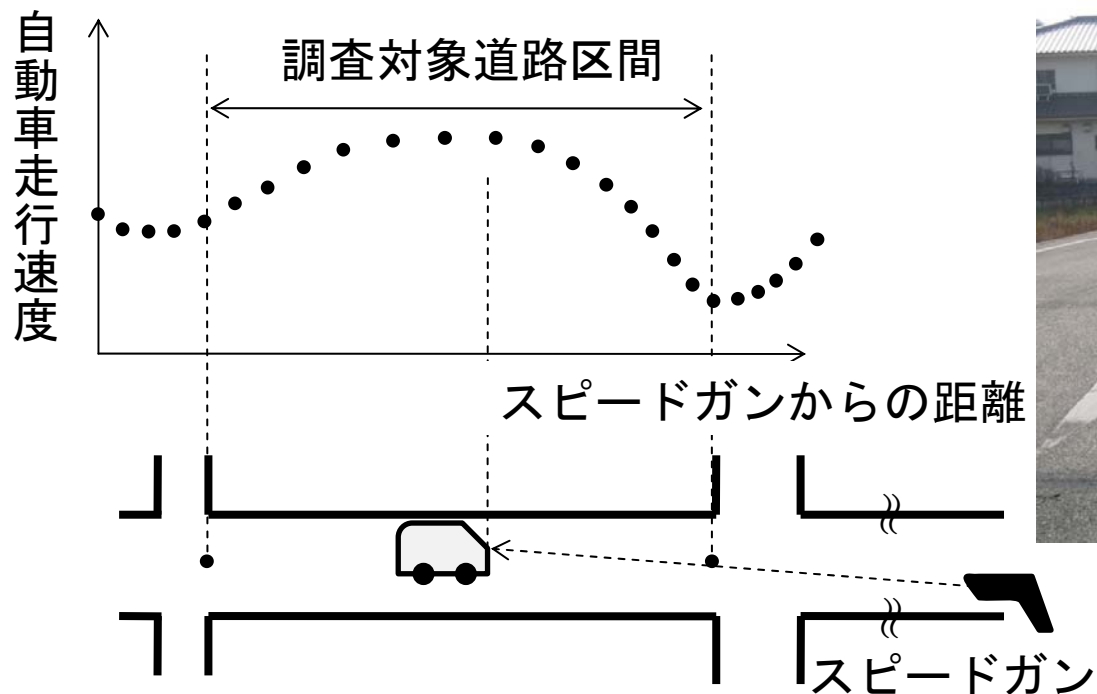 自動車走行速度
調査対象道路区間
スピードガンからの距離
スピードガン